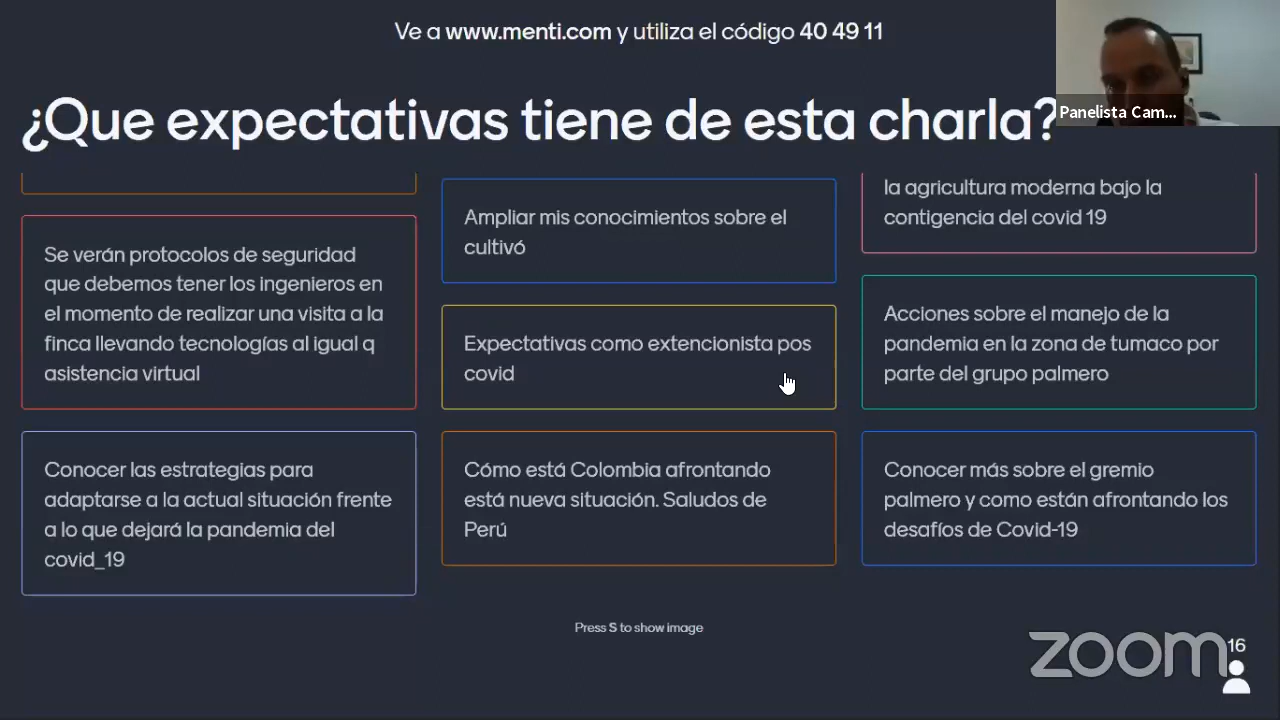 Ve a www.menti.com y utiliza el código 40 49 11
¿Que expectativas tiene de esta charla?
Panelista Cam...
Se verán protocolos de seguridad
que debemos tener los ingenieros en
el momento de realizar una visita a la
finca llevando tecnologías al igual q
asistencia virtual
Conocer las estrategias para
adaptarse a la actual situación frente
a lo que dejará la pandemia del
covid_19
Ampliar mis conocimientos sobre el
cultivó
Expectativas como extencionista pos
covid
Cómo está Colombia afrontando
está nueva situación. Saludos de
Perú
la agricultura moderna bajo la
contigencia del covid 19
Acciones sobre el manejo de la
pandemia en la zona de tumaco por
parte del grupo palmero
Conocer más sobre el gremio
palmero y como están afrontando los
desafíos de Covid-19
Press S to show image
zoom
16